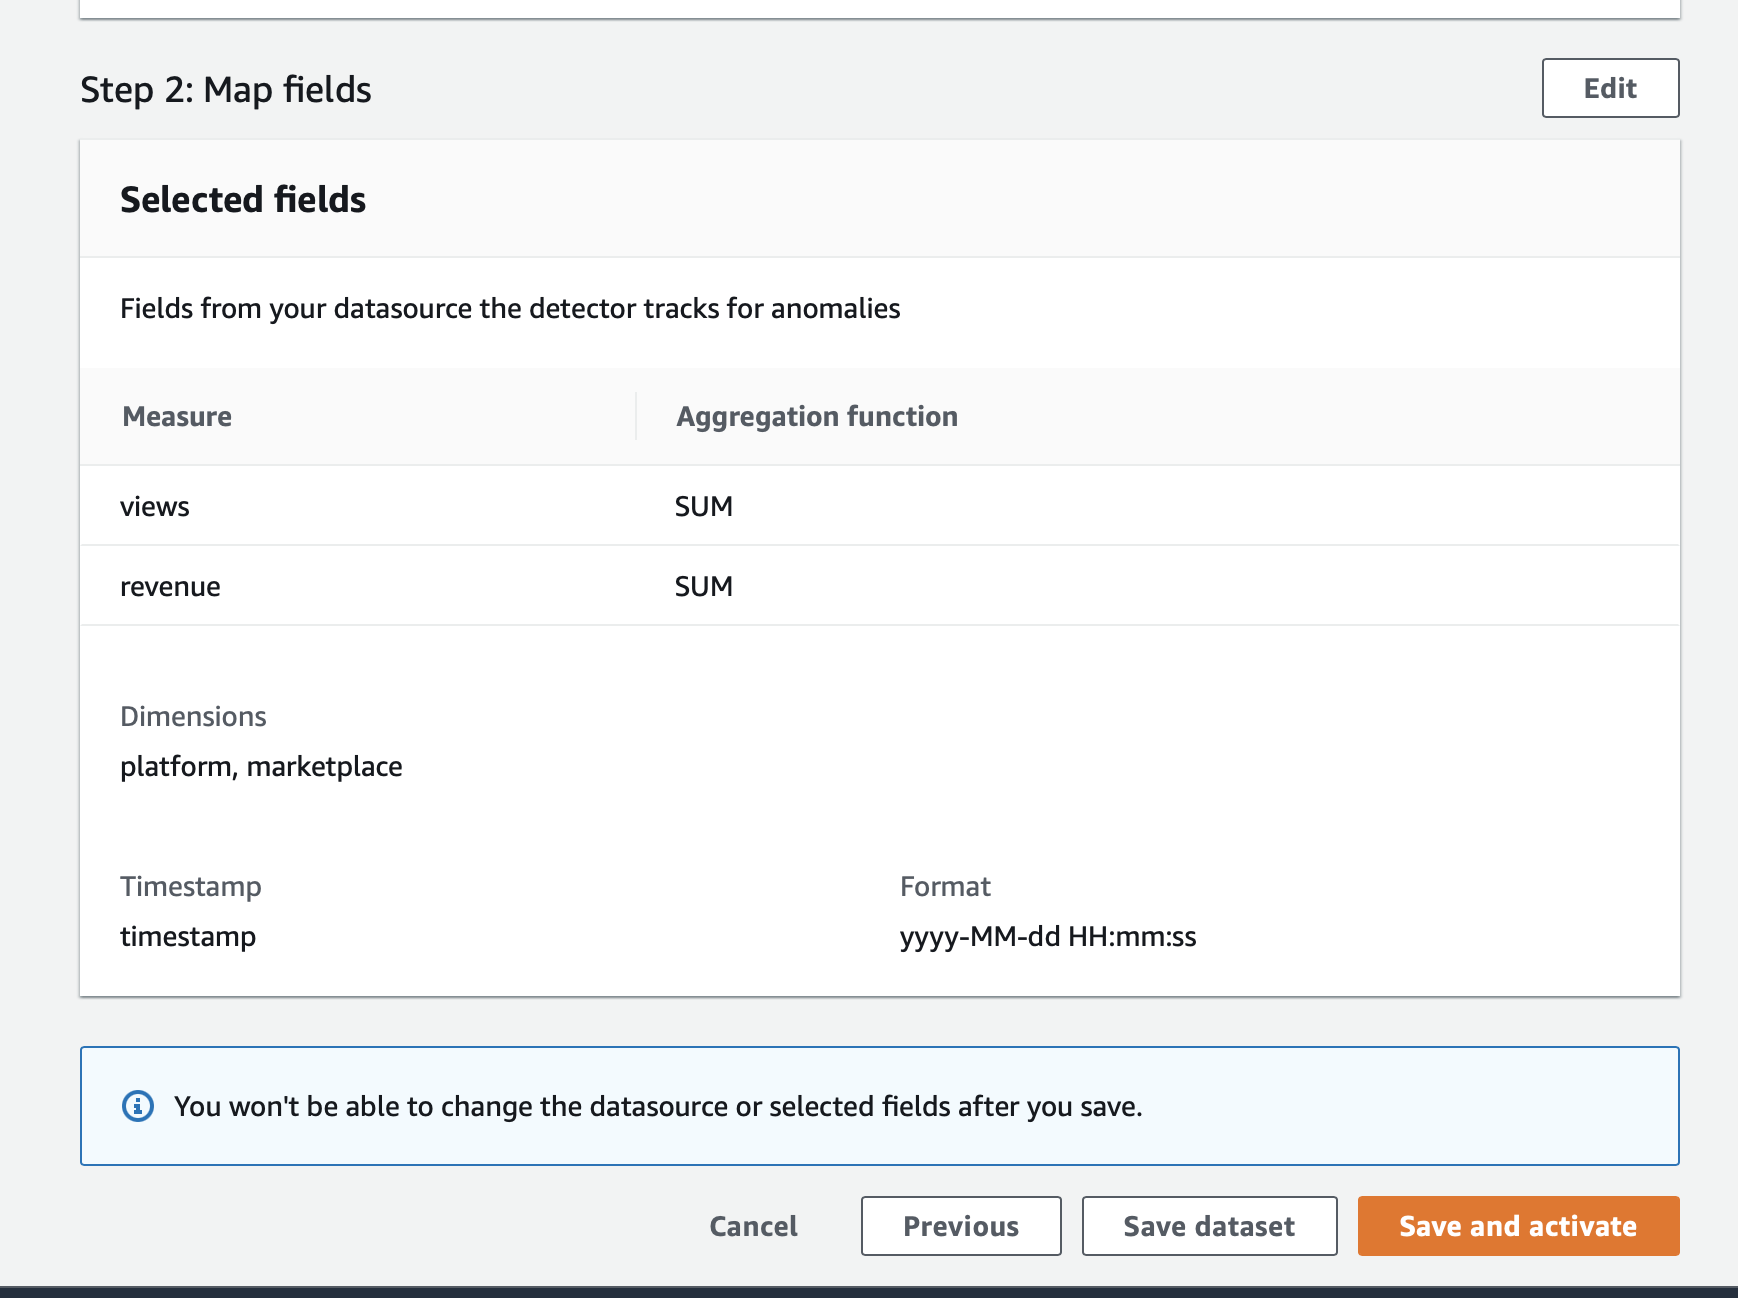 Step 2: Map fields
Edit
Selected fields
Fields from your datasource the detector tracks for anomalies
Measure Aggregation function
views SUM
revenue SUM
Dimensions
platform, marketplace
Timestamp Format
timestamp yyyy-MM-dd HH:mm:ss
You won't be able to change the datasource or selected fields after you save.
Cancel Previous Save dataset Save and activate